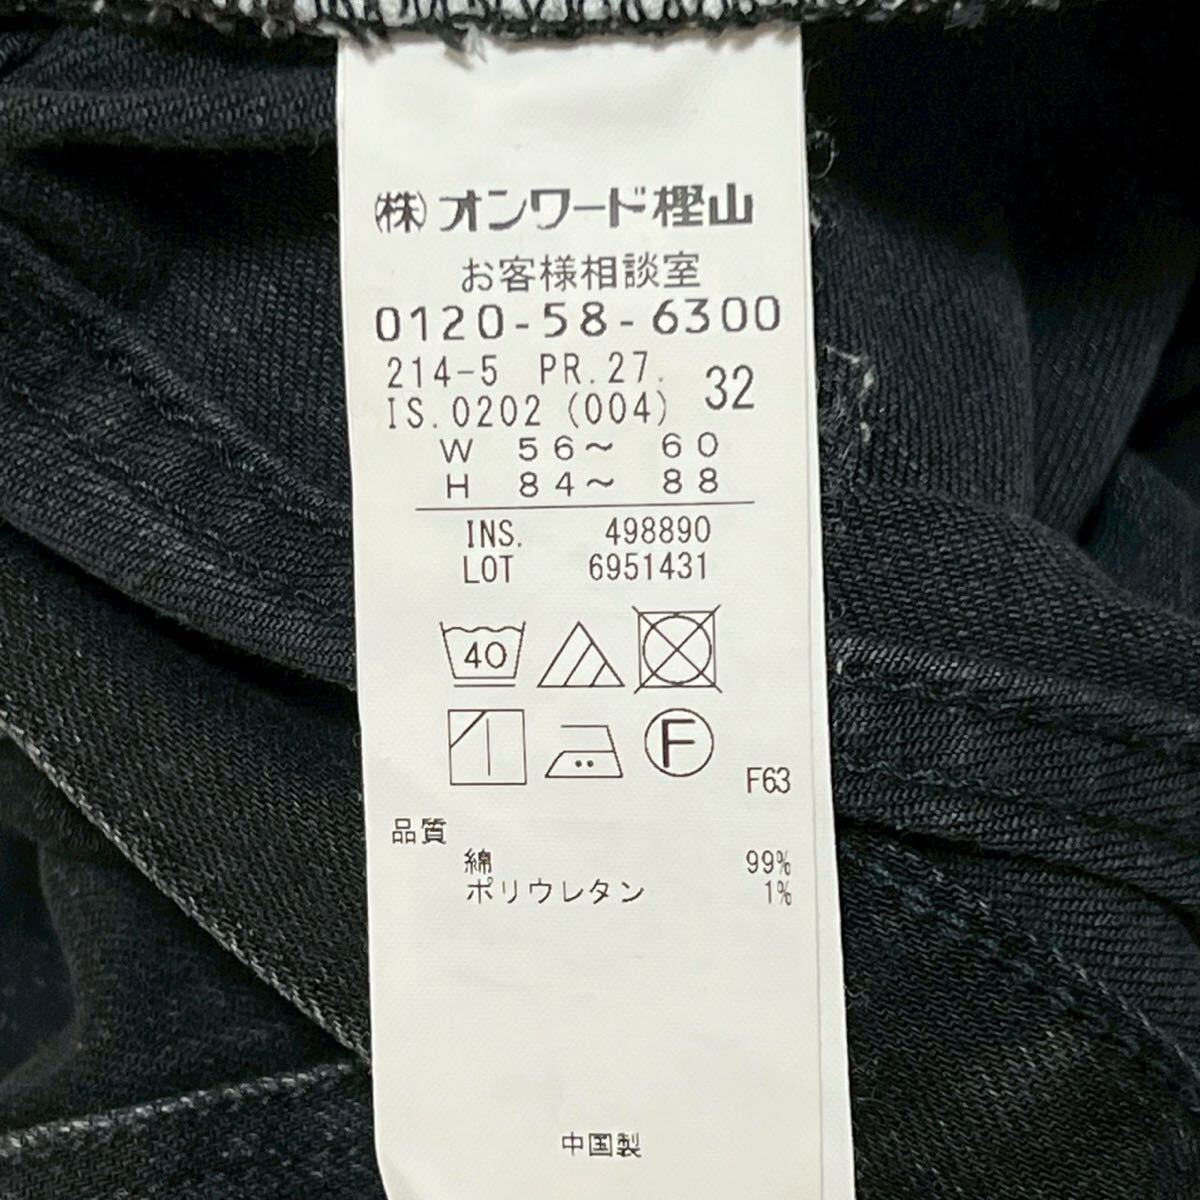 ㈱オンワード樫山
お客様相談室
0120-58-6300
214-5 PR.27.
IS.0202(004) 32
W 56～ 60
H 84～ 88
INS. 498890
LOT 6951431
40
F
F63
品質
綿 99%
ポリウレタン 1%
中国製